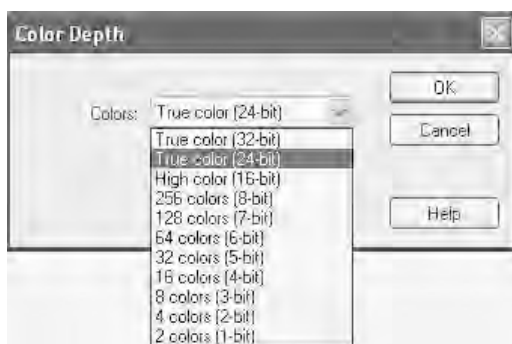 Color Depth
OK
Colors: True color (24-bit)
Cancel
True color (32-bit)
True color (24-bit)
High color (16-bit)
256 colors (8-bit)
128 colors (7-bit)
Help
64 colors (6-bit)
32 colors (5-bit)
16 colors (4-bit)
8 colors (3-bit)
4 colors (2-bit)
2 colors (1-bit)